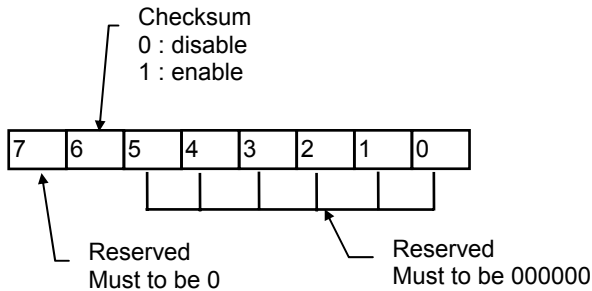 Checksum
0 : disable
1 : enable
7 6 5 4 3 2 1 0
Reserved
Must to be 0
Reserved
Must to be 000000